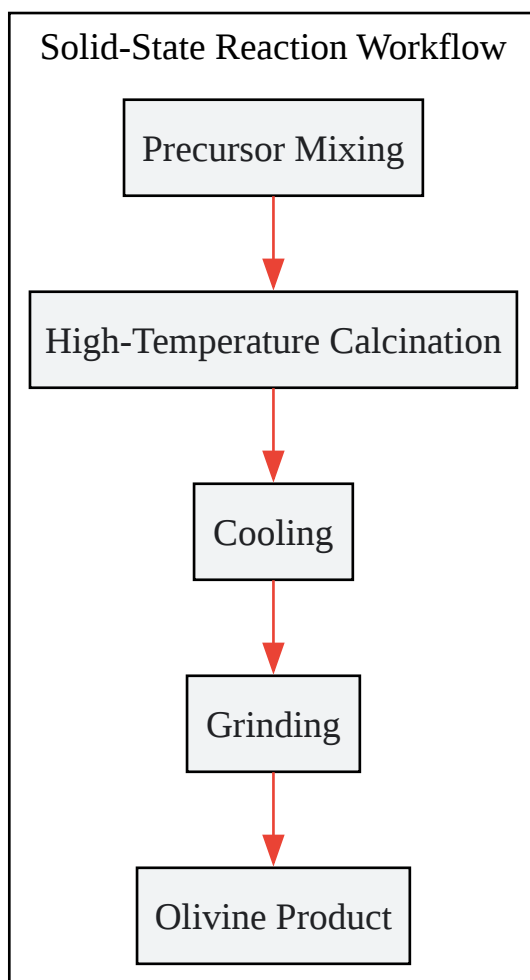 Solid-State Reaction Workflow
Precursor Mixing
High-Temperature Calcination
Cooling
Grinding
Olivine Product